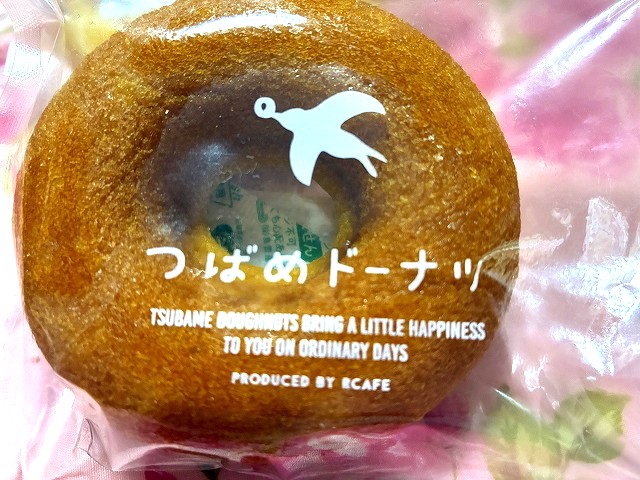 つばめドーナツ
TSUBAME DOUGHNUTS BRING A LITTLE HAPPINESS
TO YOU ON ORDINARY DAYS
PRODUCED BY RCAFE